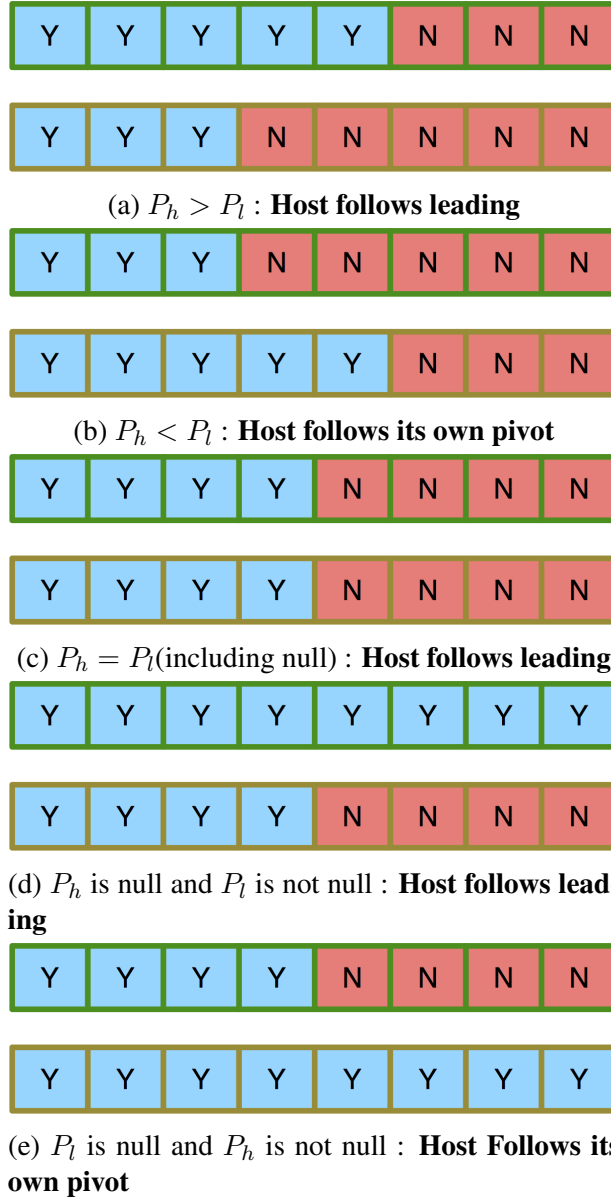 Y Y Y Y Y N N N
Y Y Y N N N N N
(a) P_h > P_l : Host follows leading
Y Y Y N N N N N
Y Y Y Y Y N N N
(b) P_h < P_l : Host follows its own pivot
Y Y Y Y N N N N
Y Y Y Y N N N N
(c) P_h = P_l(including null) : Host follows leading
Y Y Y Y Y Y Y Y
Y Y Y Y N N N N
(d) P_h is null and P_l is not null : Host follows lead
ing
Y Y Y Y N N N N
Y Y Y Y Y Y Y Y
(e) P_l is null and P_h is not null : Host Follows its
own pivot